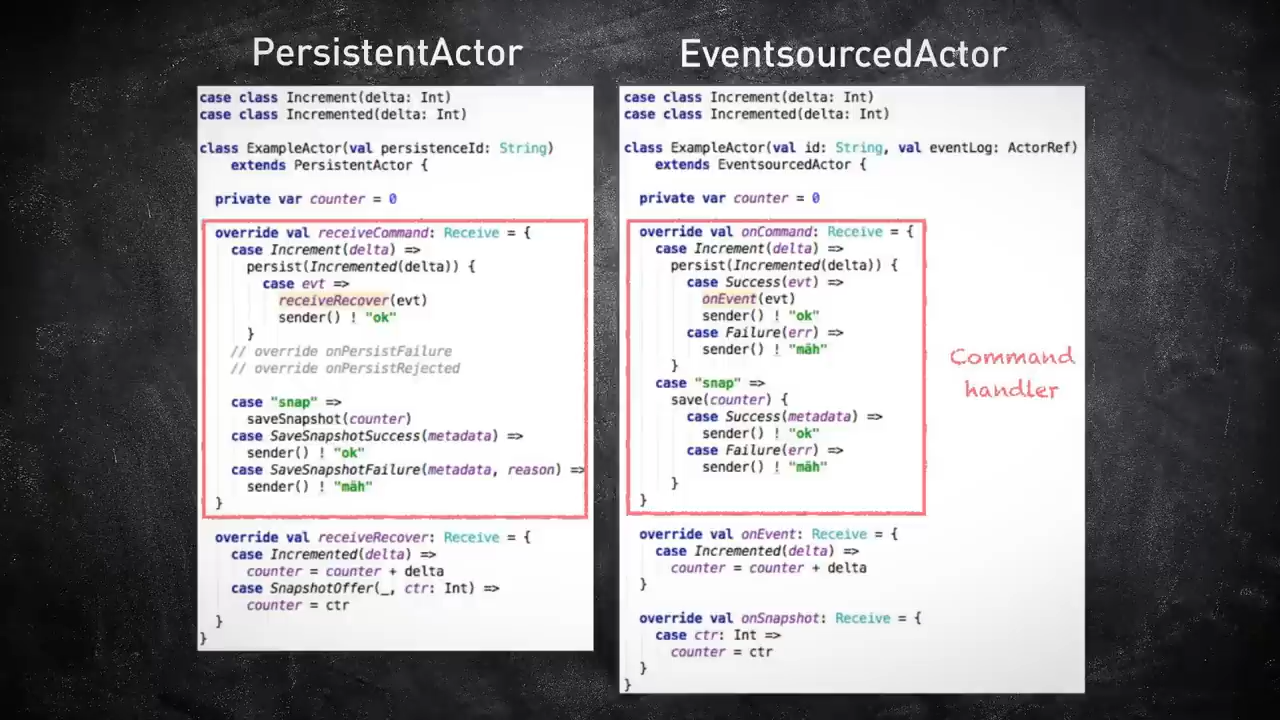 PersistentActor
case class Increment(delta: Int)
case class Incremented(delta: Int)
class ExampleActor(val persistenceId: String)
extends PersistentActor {
private var counter = 0
override val receiveCommand: Receive = {
case Increment(delta) =>
persist(Incremented(delta)) {
case evt =>
receiveRecover(evt)
sender() ! "ok"
}
// override onPersistFailure
// override onPersistRejected
case "snap" =>
saveSnapshot(counter)
case SaveSnapshotSuccess(metadata) =>
sender() ! "ok"
case SaveSnapshotFailure(metadata, reason) =>
sender() ! "mäh"
}
override val receiveRecover: Receive = {
case Incremented(delta) =>
counter = counter + delta
case SnapshotOffer(_, ctr: Int) =>
counter = ctr
}
}
EventsourcedActor
case class Increment(delta: Int)
case class Incremented(delta: Int)
class ExampleActor(val id: String, val eventLog: ActorRef)
extends EventsourcedActor {
private var counter = 0
override val onCommand: Receive = {
case Increment(delta) =>
persist(Incremented(delta)) {
case Success(evt) =>
onEvent(evt)
sender() ! "ok"
case Failure(err) =>
sender() ! "mäh"
}
case "snap" =>
save(counter) {
case Success(metadata) =>
sender() ! "ok"
case Failure(err) =>
sender() ! "mäh"
}
}
override val onEvent: Receive = {
case Incremented(delta) =>
counter = counter + delta
}
override val onSnapshot: Receive = {
case ctr: Int =>
counter = ctr
}
}
Command
handler